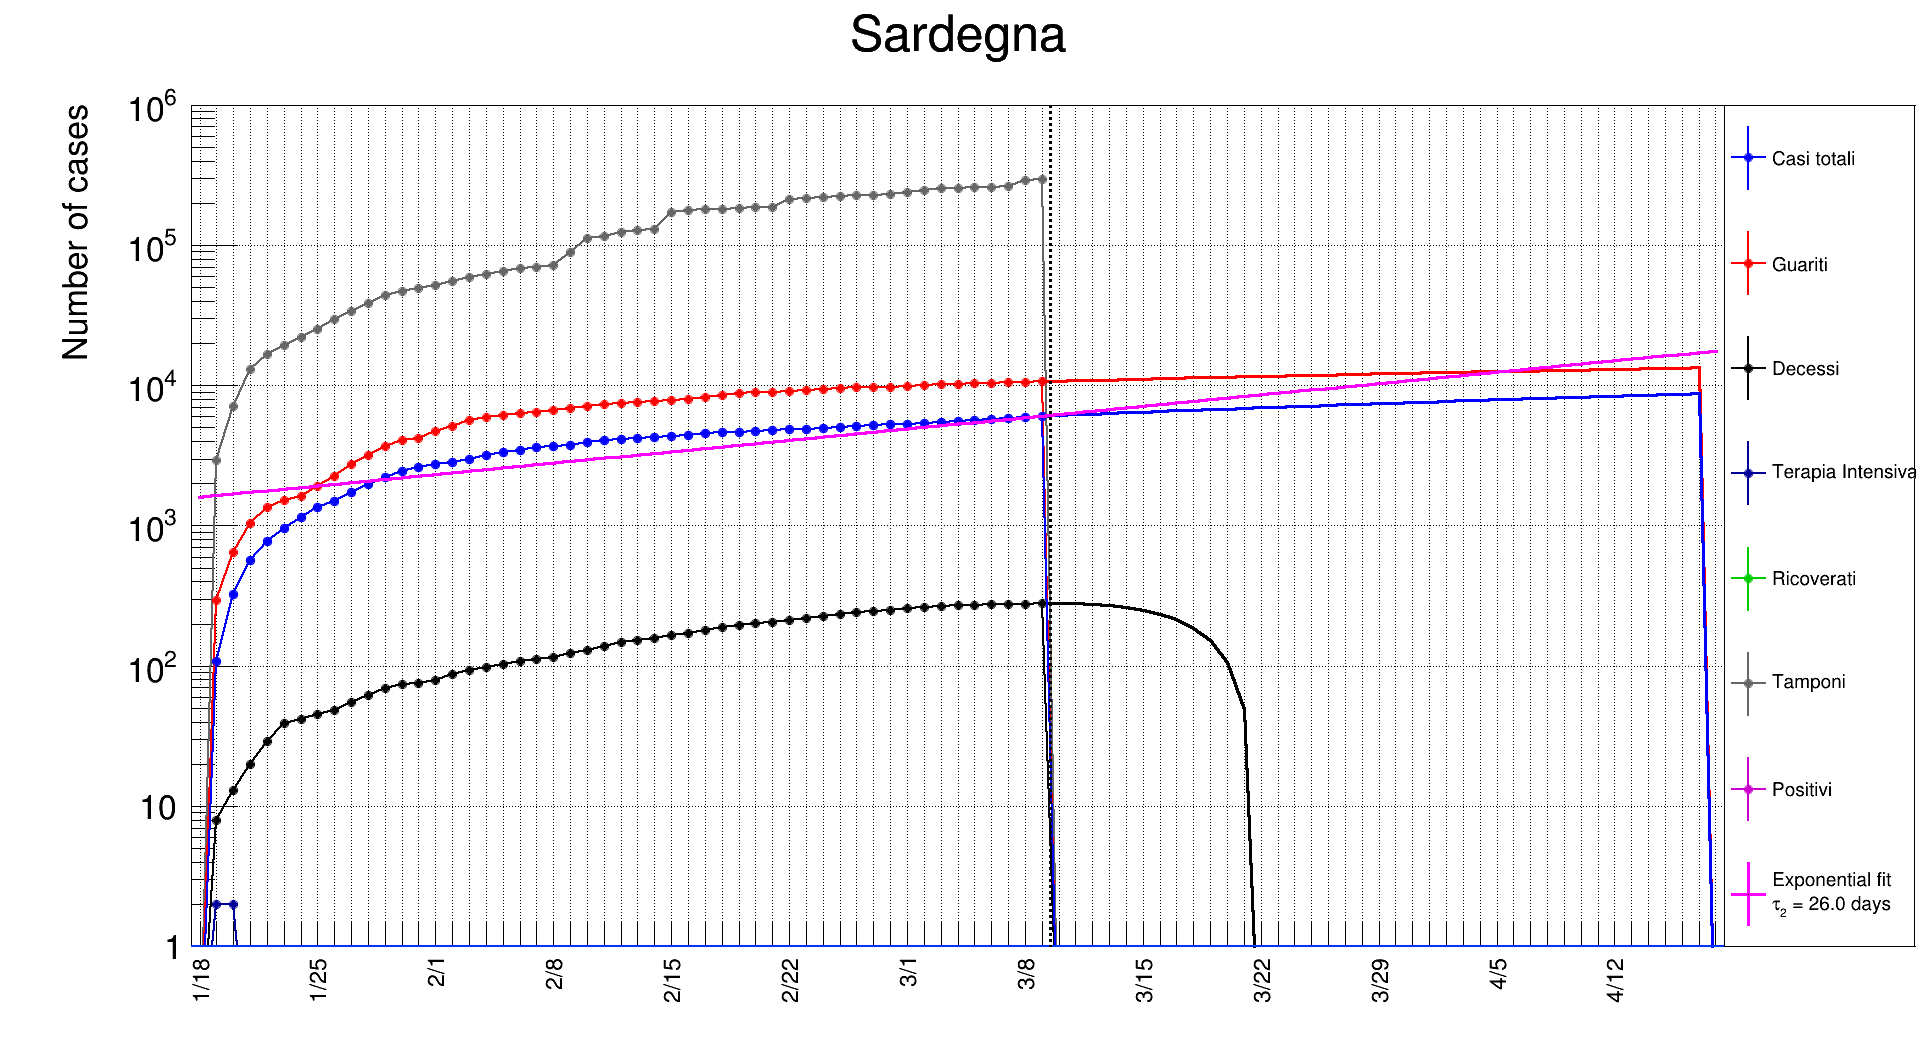 Sardegna
Number of cases
10^6
10^5
10^4
10^3
10^2
10
1
1/18
1/25
2/1
2/8
2/15
2/22
3/1
3/8
3/15
3/22
3/29
4/5
4/12
Casi totali
Guariti
Decessi
Terapia Intensiva
Ricoverati
Tamponi
Positivi
Exponential fit
τ₂ = 26.0 days